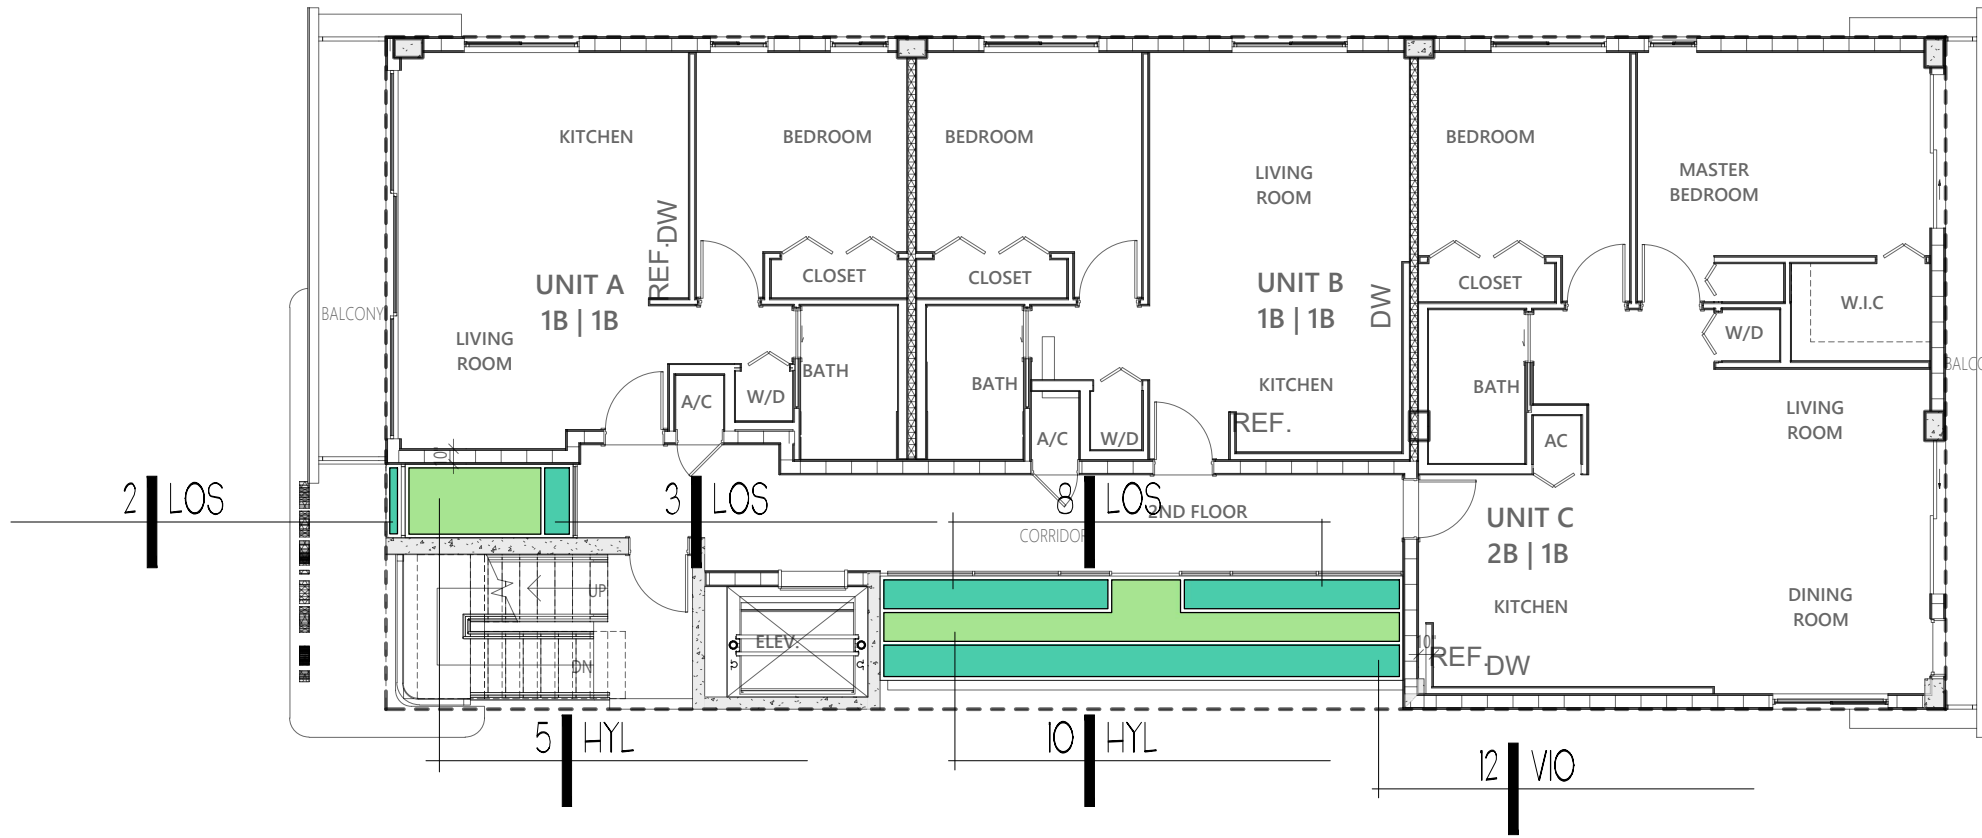 KITCHEN
BEDROOM
BEDROOM
BEDROOM
LIVING
ROOM
MASTER
BEDROOM
REF.
DW
UNIT A
1B | 1B
CLOSET
CLOSET
UNIT B
1B | 1B
DW
CLOSET
W.I.C
BALCONY
LIVING
ROOM
W/D
BATH
BATH
KITCHEN
BATH
BALCO
A/C
W/D
REF.
LIVING
ROOM
A/C
W/D
AC
10"
2 LOS
3 LOS
8 LOS
2ND FLOOR
CORRIDOR
UNIT C
2B | 1B
UP
KITCHEN
DINING
ROOM
ELEV.
DN
10"
REF.
DW
5 HYL
10 HYL
12 VIO